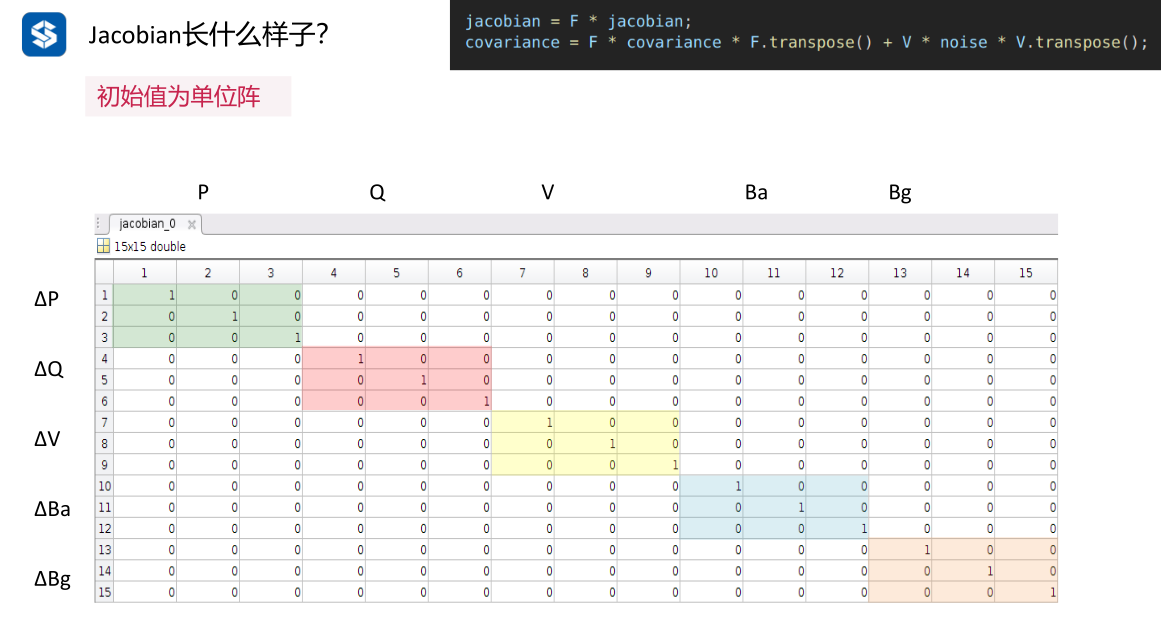 Jacobian长什么样子？
jacobian = F * jacobian;
covariance = F * covariance * F.transpose() + V * noise * V.transpose();
初始值为单位阵
P Q V Ba Bg
jacobian_0
15x15 double
1 2 3 4 5 6 7 8 9 10 11 12 13 14 15
ΔP
1 1 0 0 0 0 0 0 0 0 0 0 0 0 0 0
2 0 1 0 0 0 0 0 0 0 0 0 0 0 0 0
3 0 0 1 0 0 0 0 0 0 0 0 0 0 0 0
ΔQ
4 0 0 0 1 0 0 0 0 0 0 0 0 0 0 0
5 0 0 0 0 1 0 0 0 0 0 0 0 0 0 0
6 0 0 0 0 0 1 0 0 0 0 0 0 0 0 0
ΔV
7 0 0 0 0 0 0 1 0 0 0 0 0 0 0 0
8 0 0 0 0 0 0 0 1 0 0 0 0 0 0 0
9 0 0 0 0 0 0 0 0 1 0 0 0 0 0 0
ΔBa
10 0 0 0 0 0 0 0 0 0 1 0 0 0 0 0
11 0 0 0 0 0 0 0 0 0 0 1 0 0 0 0
12 0 0 0 0 0 0 0 0 0 0 0 1 0 0 0
ΔBg
13 0 0 0 0 0 0 0 0 0 0 0 0 1 0 0
14 0 0 0 0 0 0 0 0 0 0 0 0 0 1 0
15 0 0 0 0 0 0 0 0 0 0 0 0 0 0 1